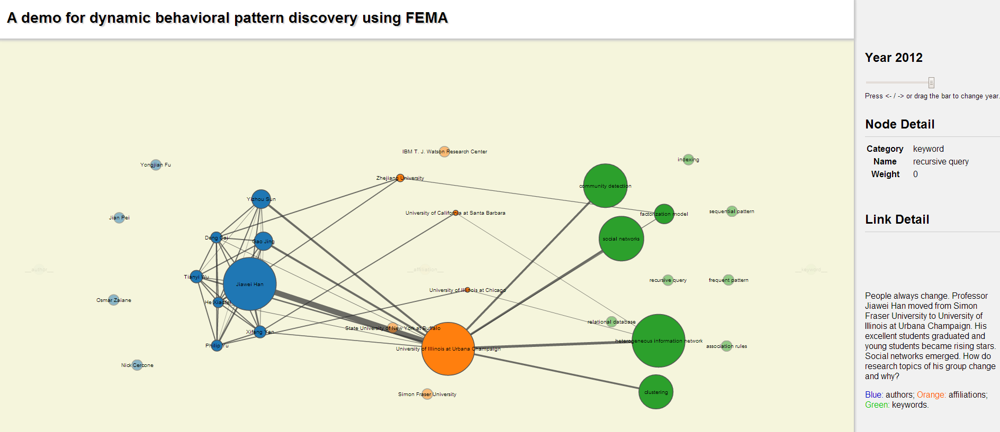 A demo for dynamic behavioral pattern discovery using FEMA
IBM T. J. Watson Research Center
Yongjian Fu
Zhejiang University
indexing
community detection
Yizhou Sun
Jian Pei
University of California at Santa Barbara
factorization model
sequential pattern
Deng Cai
Gao Jing
social networks
__author__
__affiliation__
__keyword__
Tianyi Wu
Jiawei Han
recursive query
frequent pattern
University of Illinois at Chicago
Osmar Zaïane
He Xiaofei
relational database
State University of New York at Buffalo
Xifeng Yan
heterogeneous information network
Philip Yu
University of Illinois at Urbana Champaign
association rules
Nick Cercone
Simon Fraser University
clustering
Year 2012
Press <- / -> or drag the bar to change year.
Node Detail
Category keyword
Name recursive query
Weight 0
Link Detail
People always change. Professor
Jiawei Han moved from Simon
Fraser University to University of
Illinois at Urbana Champaign. His
excellent students graduated and
young students became rising stars.
Social networks emerged. How do
research topics of his group change
and why?
Blue: authors; Orange: affiliations;
Green: keywords.